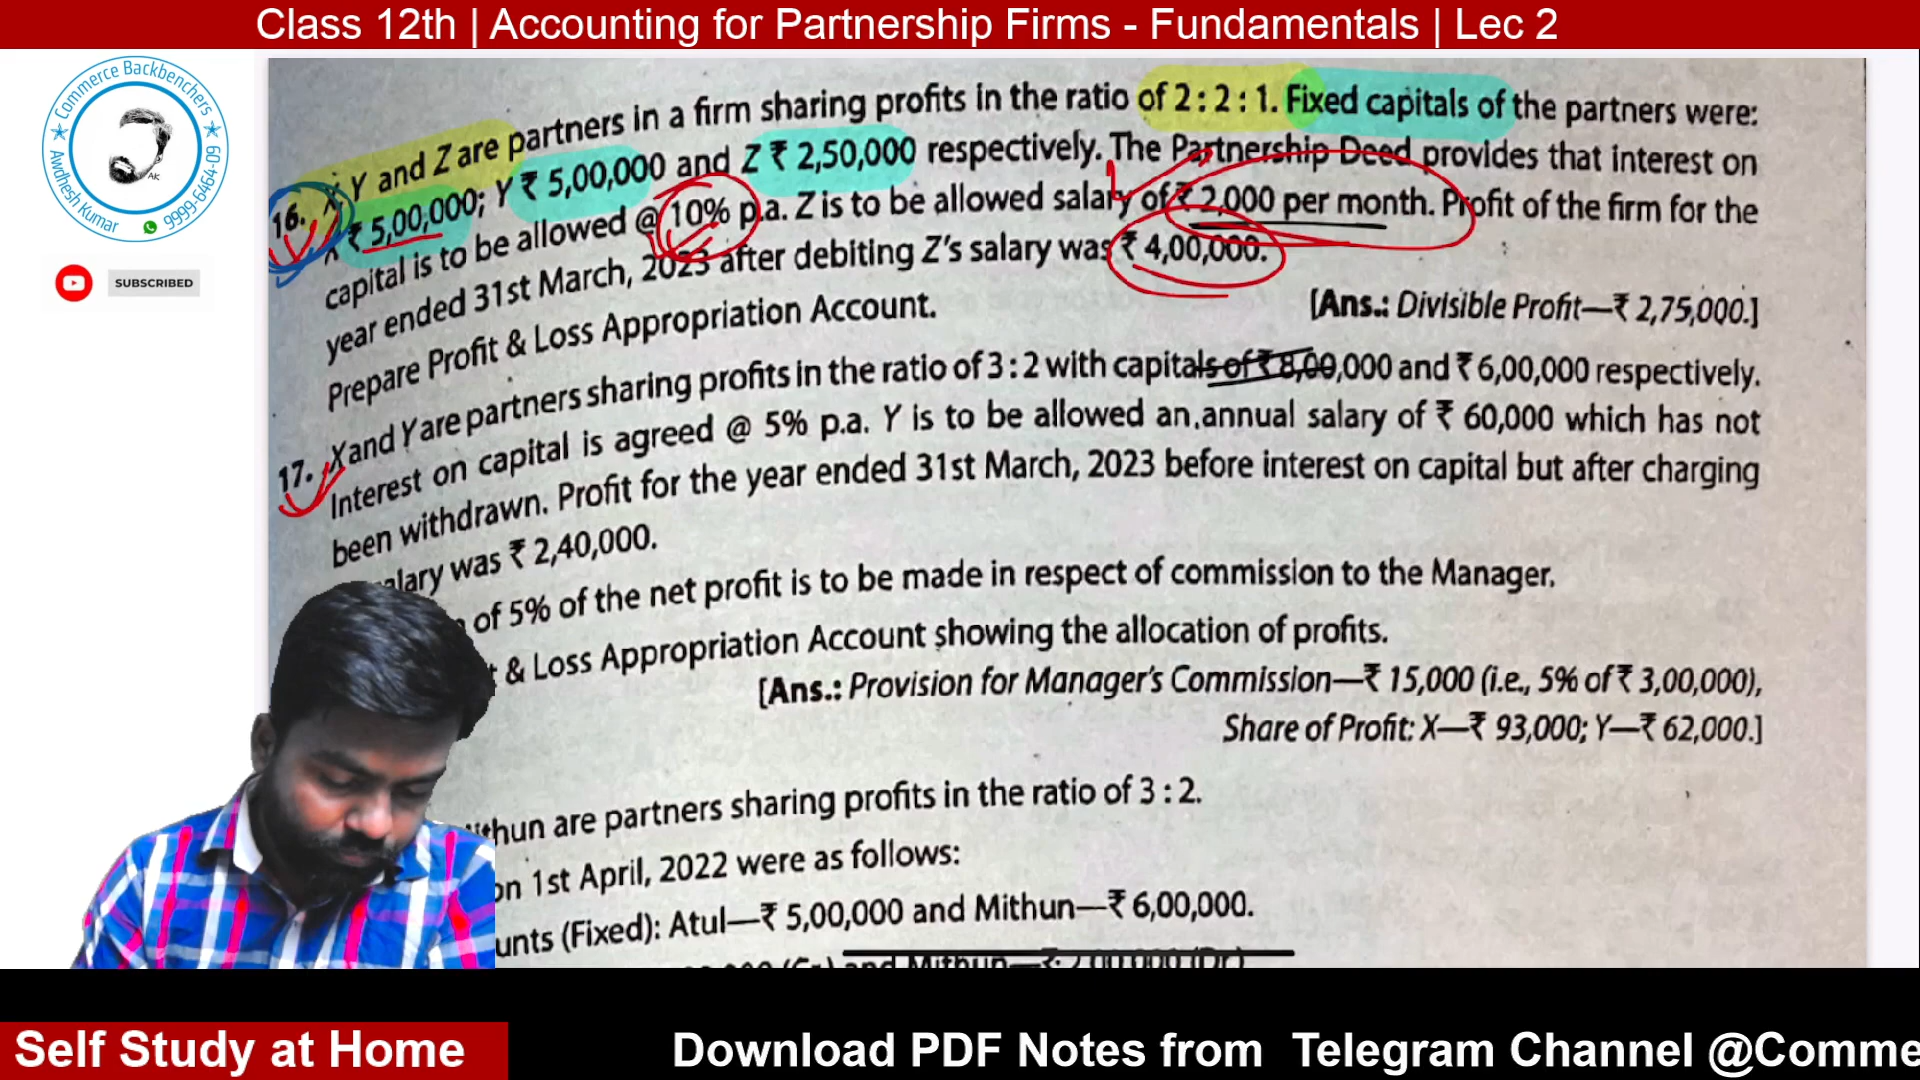 Class 12th | Accounting for Partnership Firms - Fundamentals | Lec 2
Commerce Backbenchers
AK
Awdhesh Kumar
9999-6464-09
SUBSCRIBED
16. X, Y and Z are partners in a firm sharing profits in the ratio of 2 : 2 : 1. Fixed capitals of the partners were:
X ₹ 5,00,000; Y ₹ 5,00,000 and Z ₹ 2,50,000 respectively. The Partnership Deed provides that interest on
capital is to be allowed @ 10% p.a. Z is to be allowed salary of ₹ 2,000 per month. Profit of the firm for the
year ended 31st March, 2023 after debiting Z's salary was ₹ 4,00,000.
Prepare Profit & Loss Appropriation Account.
[Ans.: Divisible Profit—₹ 2,75,000.]
17. X and Y are partners sharing profits in the ratio of 3 : 2 with capitals of ₹ 8,00,000 and ₹ 6,00,000 respectively.
Interest on capital is agreed @ 5% p.a. Y is to be allowed an annual salary of ₹ 60,000 which has not
been withdrawn. Profit for the year ended 31st March, 2023 before interest on capital but after charging
salary was ₹ 2,40,000.
of 5% of the net profit is to be made in respect of commission to the Manager.
& Loss Appropriation Account showing the allocation of profits.
[Ans.: Provision for Manager's Commission—₹ 15,000 (i.e., 5% of ₹ 3,00,000),
Share of Profit: X—₹ 93,000; Y—₹ 62,000.]
ithun are partners sharing profits in the ratio of 3 : 2.
on 1st April, 2022 were as follows:
unts (Fixed): Atul—₹ 5,00,000 and Mithun—₹ 6,00,000.
(Cr.) and Mithun—₹ 2,00,000 (Dr.)
Self Study at Home
Download PDF Notes from Telegram Channel @Comme